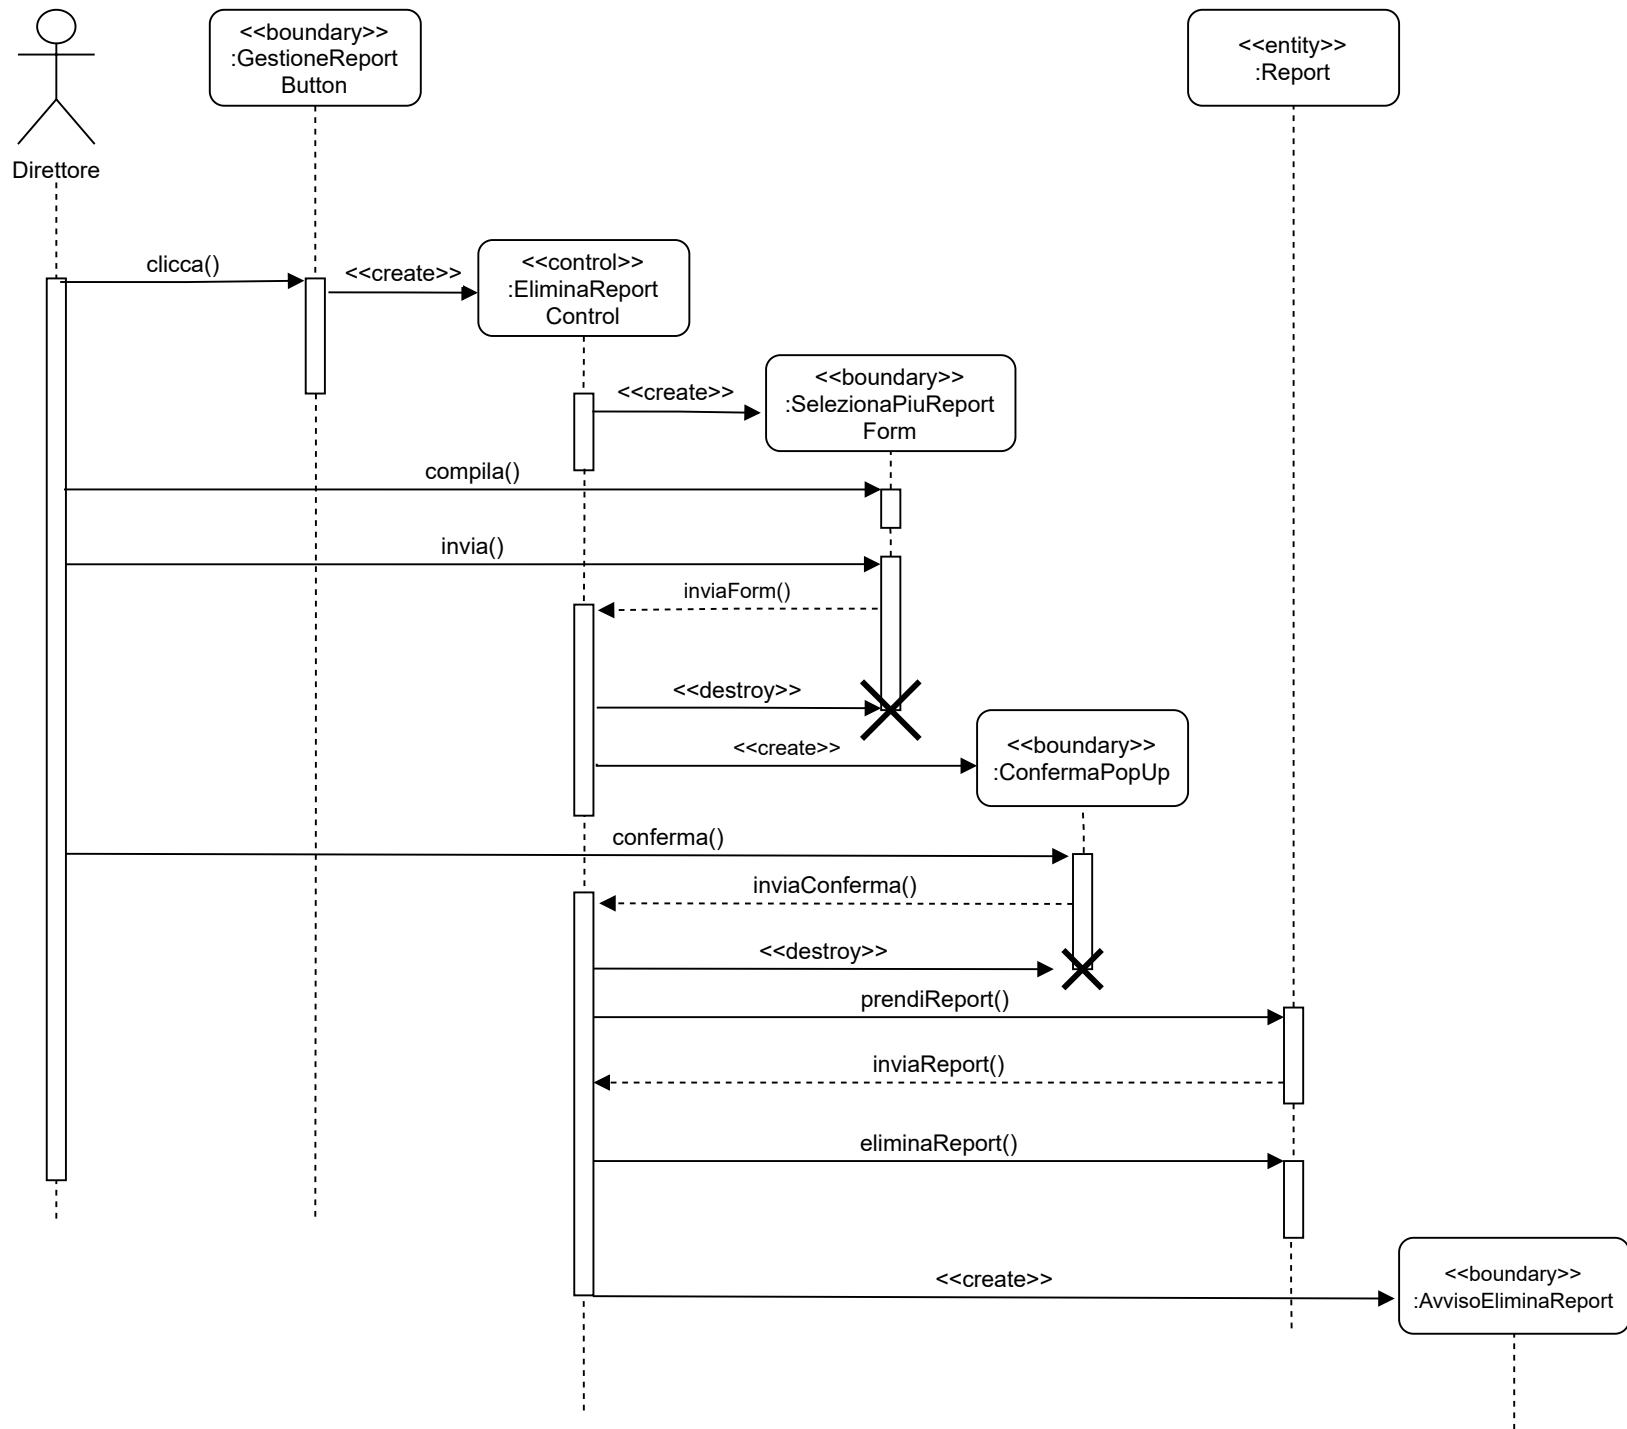 <<boundary>>
:GestioneReport
Button
<<entity>>
:Report
Direttore
clicca()
<<create>>
<<control>>
:EliminaReport
Control
<<create>>
<<boundary>>
:SelezionaPiuReport
Form
compila()
invia()
inviaForm()
<<destroy>>
<<create>>
<<boundary>>
:ConfermaPopUp
conferma()
inviaConferma()
<<destroy>>
prendiReport()
inviaReport()
eliminaReport()
<<create>>
<<boundary>>
:AvvisoEliminaReport